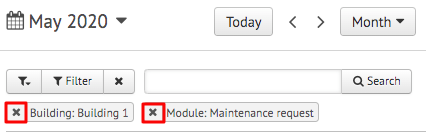 May 2020 Today Month
Filter Search
Building: Building 1 Module: Maintenance request